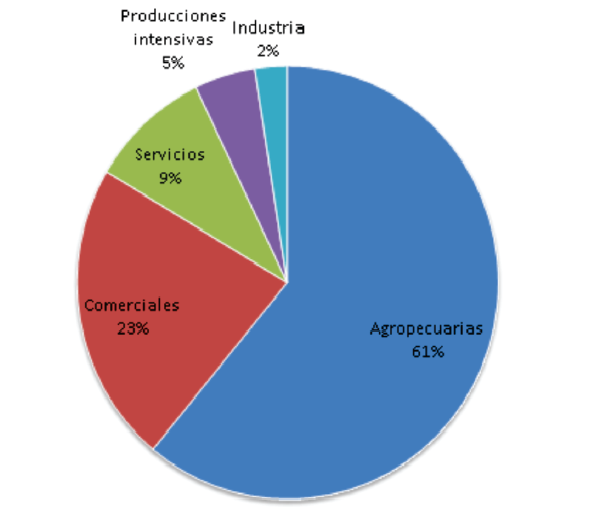 Producciones
intensivas
5%
Industria
2%
Servicios
9%
Comerciales
23%
Agropecuarias
61%